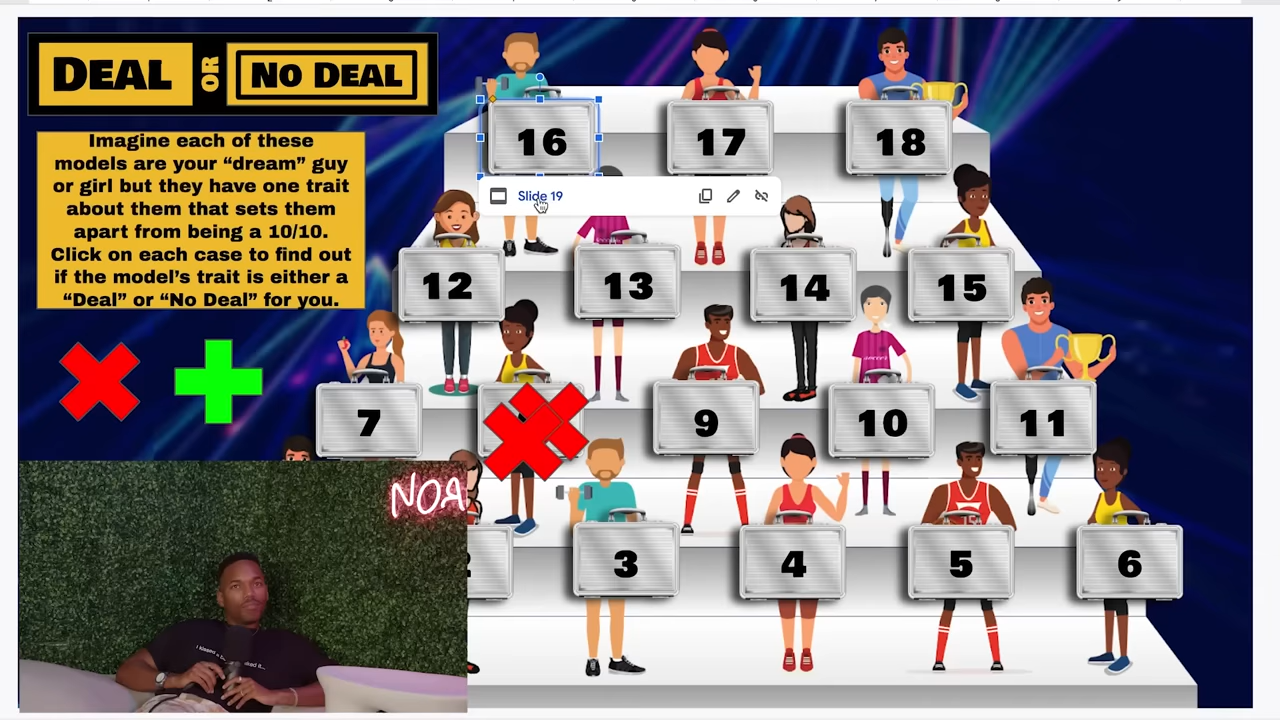 DEAL
OR
NO DEAL
Imagine each of these
models are your “dream” guy
or girl but they have one trait
about them that sets them
apart from being a 10/10.
Click on each case to find out
if the model’s trait is either a
“Deal” or “No Deal” for you.
16
17
18
Slide 19
12
13
14
15
7
9
10
11
NOA
3
4
5
6